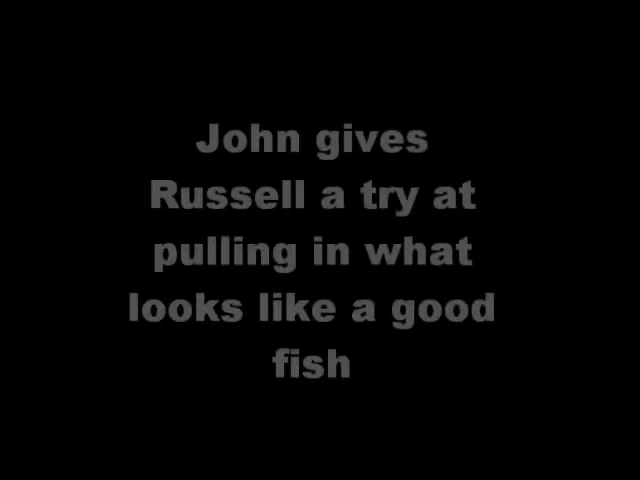 John gives
Russell a try at
pulling in what
looks like a good
fish